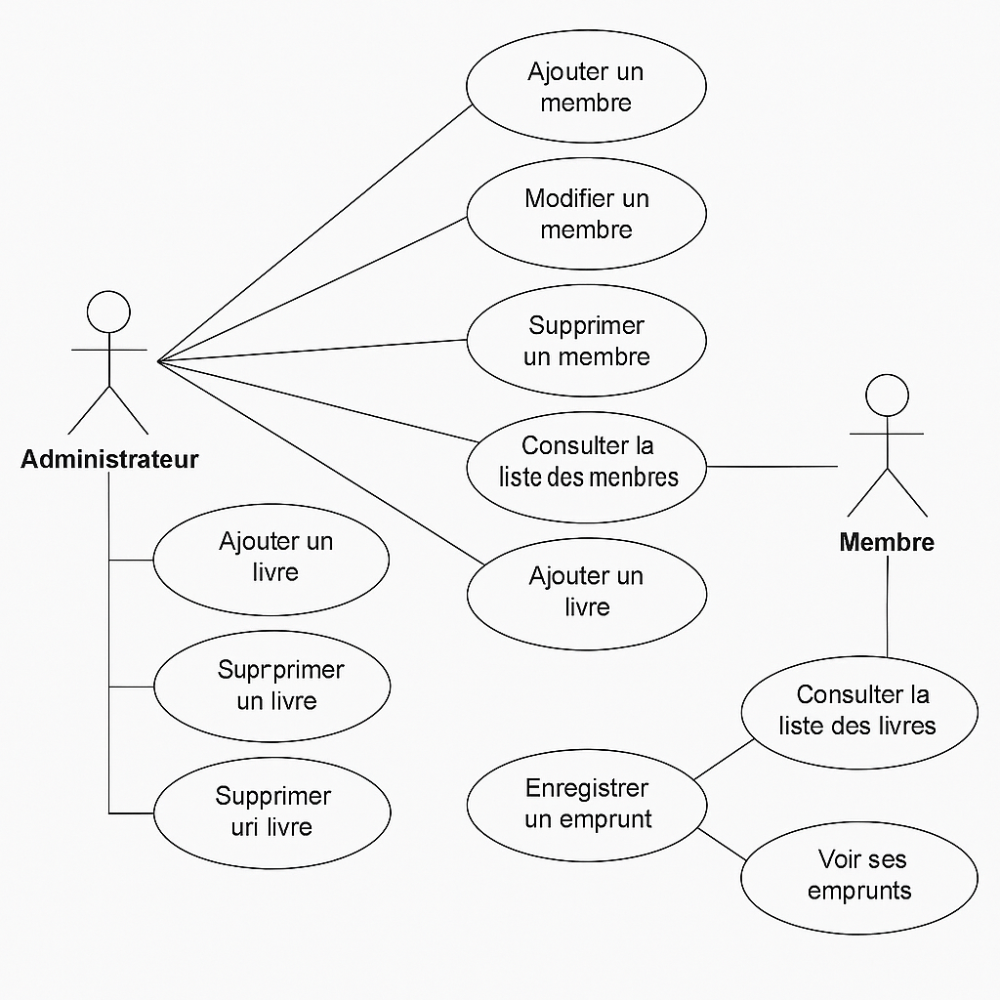 Ajouter un
membre
Modifier un
membre
Supprimer
un membre
Administrateur
Consulter la
liste des menbres
Membre
Ajouter un
livre
Ajouter un
livre
Suprprimer
un livre
Consulter la
liste des livres
Supprimer
uri livre
Enregistrer
un emprunt
Voir ses
emprunts